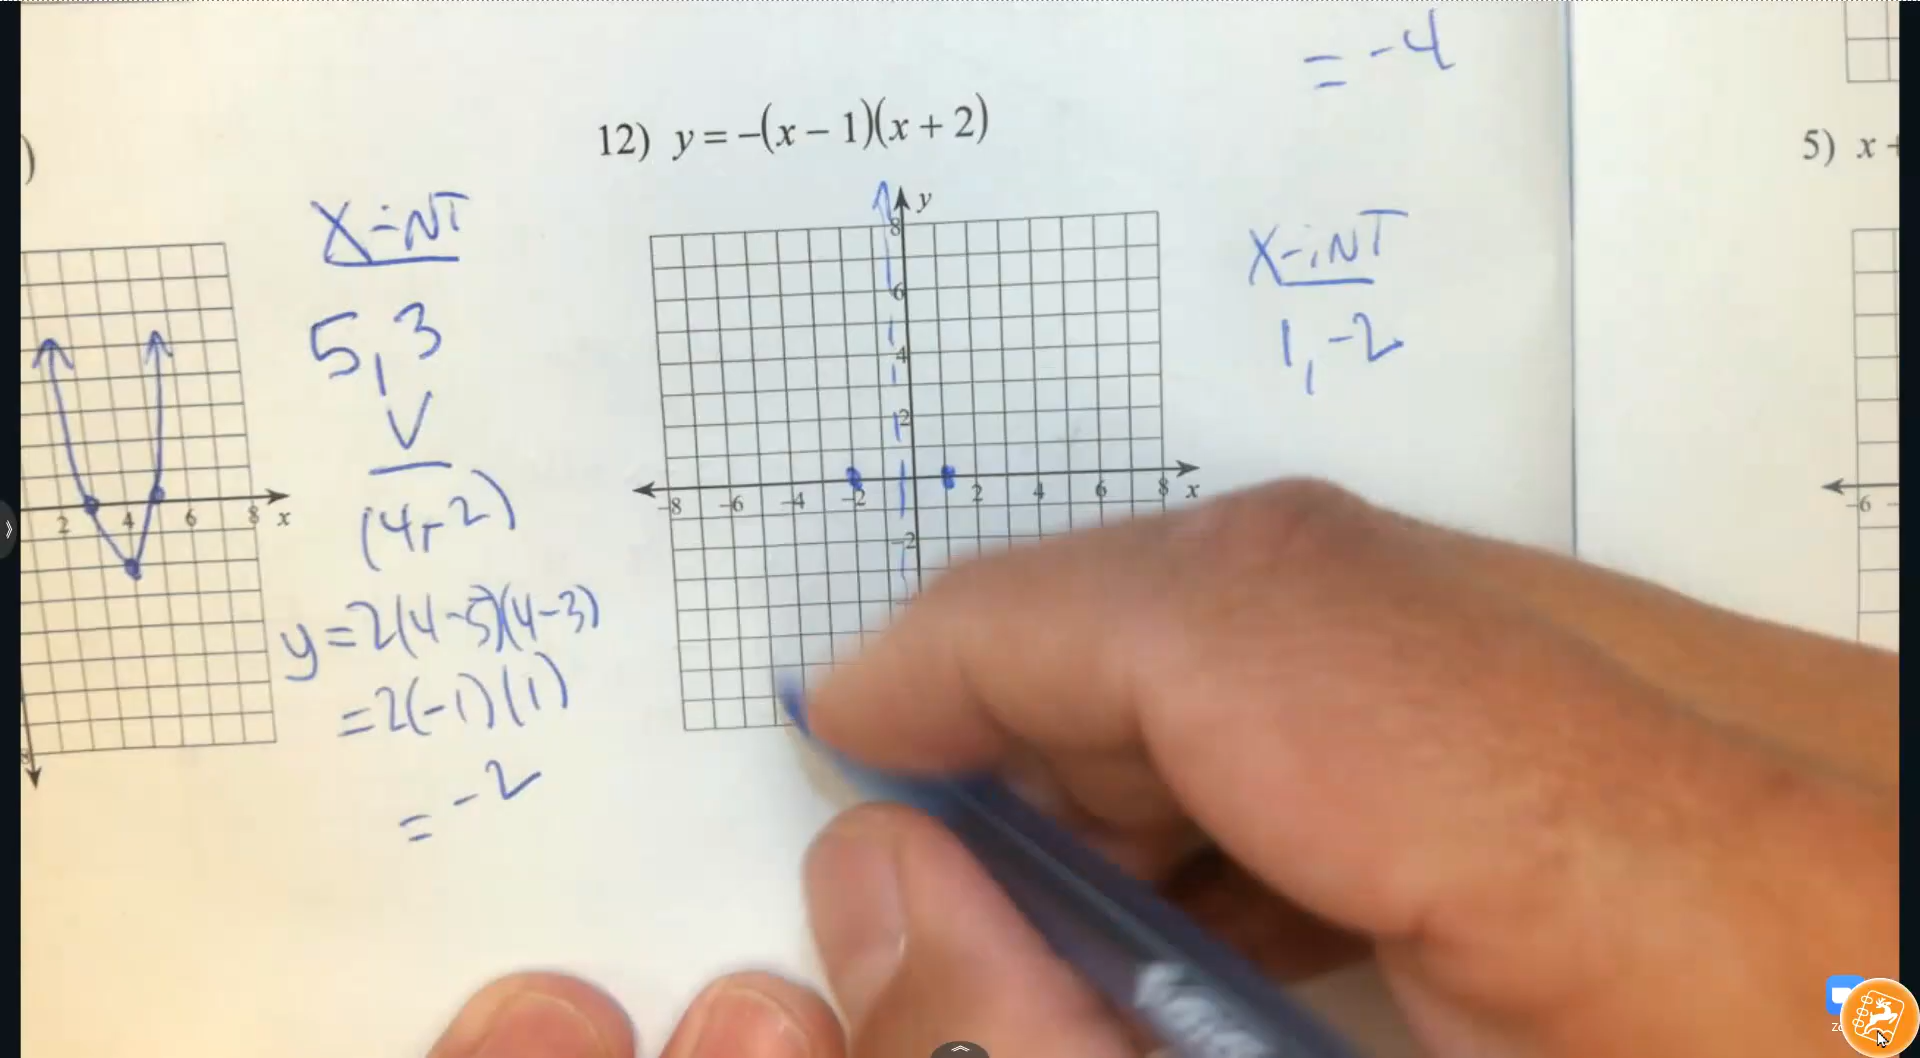 = -4
12) y = -(x - 1)(x + 2)
5) x +
)
X-iNT
5, 3
V
(4, -2)
y = 2(4-5)(4-3)
= 2(-1)(1)
= -2
2 4 6 8 x
8
y
8
6
4
2
-8 -6 -4 -2 2 4 6 8 x
-2
X-iNT
1, -2
-6